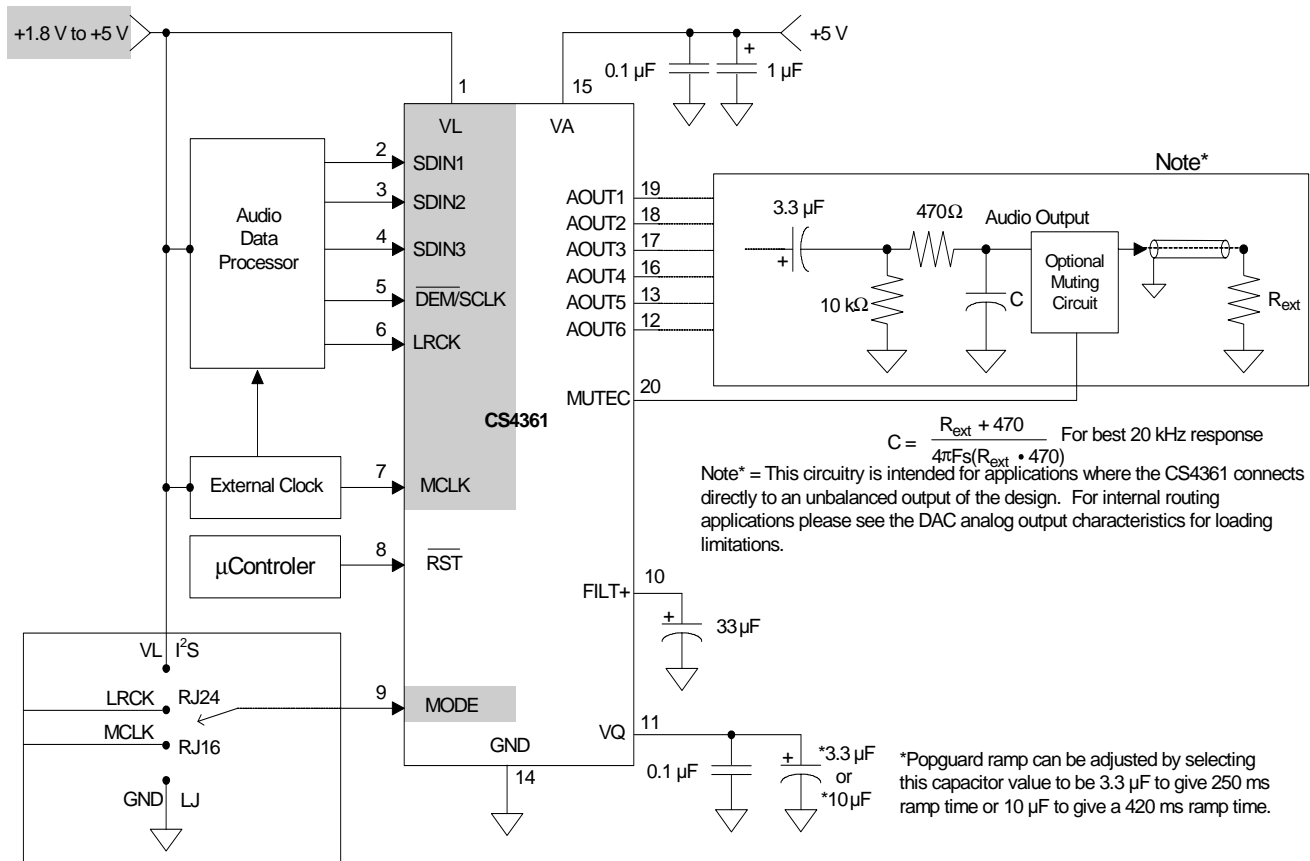 +1.8 V to +5 V
+5 V
0.1 µF
+
1 µF
1
15
VL
VA
Audio
Data
Processor
2
SDIN1
3
SDIN2
4
SDIN3
5
DEM/SCLK
6
LRCK
AOUT1
19
AOUT2
18
AOUT3
17
AOUT4
16
AOUT5
13
AOUT6
12
Note*
3.3 µF
+
470Ω
Audio Output
10 kΩ
C
Optional
Muting
Circuit
Rext
MUTEC
20
CS4361
C = Rext + 470 / 4πFs(Rext • 470) For best 20 kHz response
Note* = This circuitry is intended for applications where the CS4361 connects
directly to an unbalanced output of the design. For internal routing
applications please see the DAC analog output characteristics for loading
limitations.
External Clock
7
MCLK
µControler
8
RST
FILT+
10
+
33 µF
VL I²S
LRCK RJ24
MCLK RJ16
GND LJ
9
MODE
GND
14
VQ
11
0.1 µF
+
*3.3 µF
or
*10µF
*Popguard ramp can be adjusted by selecting
this capacitor value to be 3.3 µF to give 250 ms
ramp time or 10 µF to give a 420 ms ramp time.